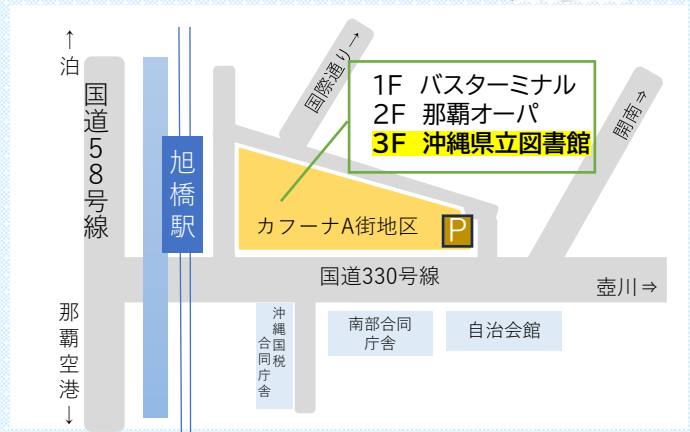 ↑
泊
国道58号線
那覇空港
↓
旭橋駅
国際通り→
1F バスターミナル
2F 那覇オーパ
3F 沖縄県立図書館
開南⇒
カフーナA街地区
P
国道330号線
壺川⇒
沖縄国税
合同庁舎
南部合同
庁舎
自治会館